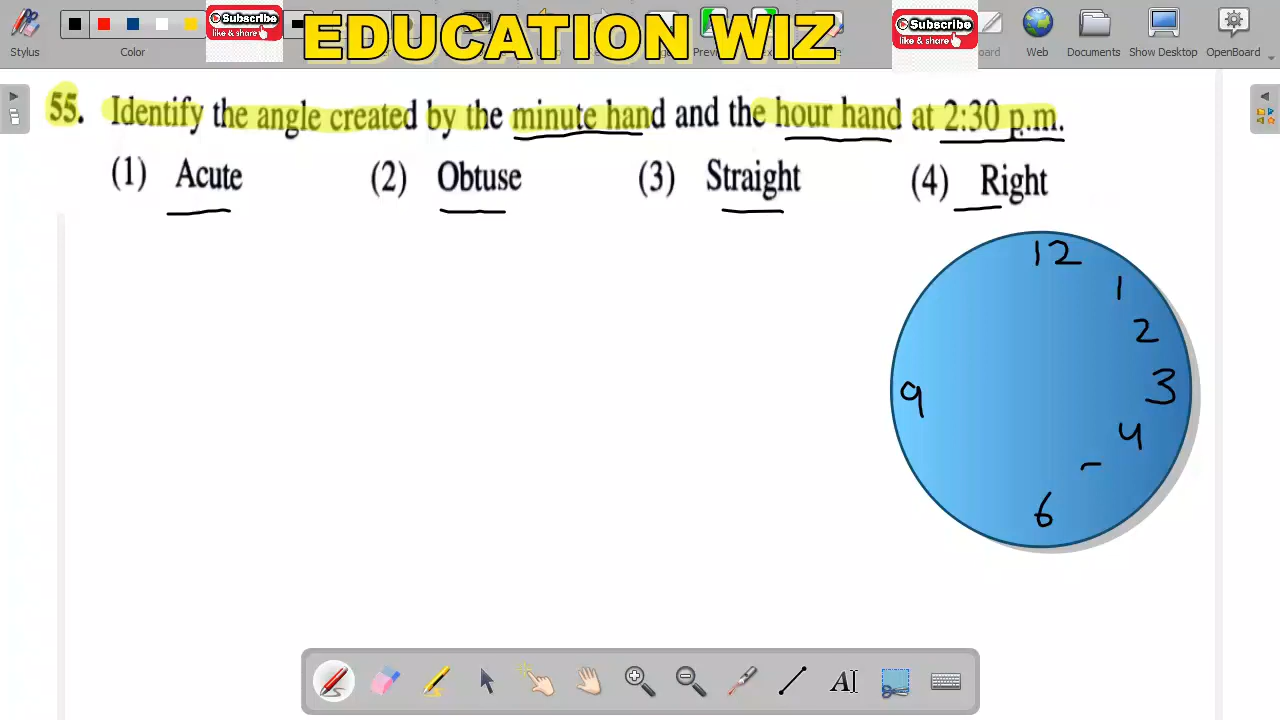 EDUCATION WIZ
Subscribe
like & share
Subscribe
like & share
Stylus
Color
Web
Documents
Show Desktop
OpenBoard
55. Identify the angle created by the minute hand and the hour hand at 2:30 p.m.
(1) Acute (2) Obtuse (3) Straight (4) Right
12
1
2
3
9
4
6